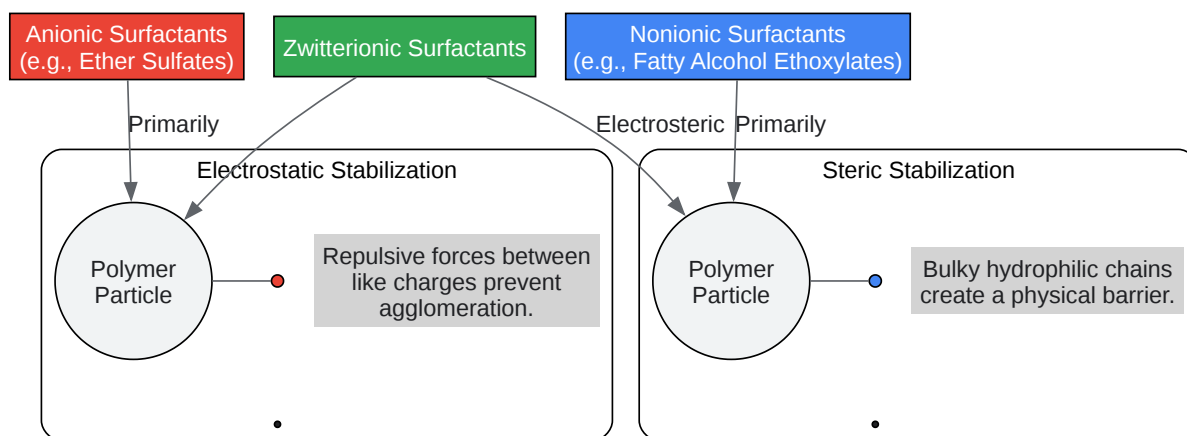 Anionic Surfactants
(e.g., Ether Sulfates)
Zwitterionic Surfactants
Nonionic Surfactants
(e.g., Fatty Alcohol Ethoxylates)
Primarily
Electrosteric
Primarily
Electrostatic Stabilization
Steric Stabilization
Polymer
Particle
Repulsive forces between
like charges prevent
agglomeration.
Polymer
Particle
Bulky hydrophilic chains
create a physical barrier.